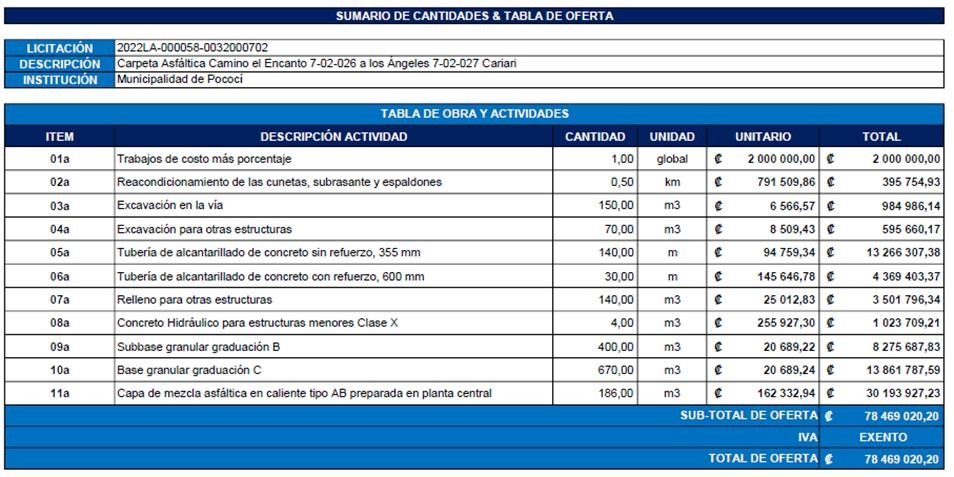 SUMARIO DE CANTIDADES & TABLA DE OFERTA
LICITACIÓN 2022LA-000058-0032000702
DESCRIPCIÓN Carpeta Asfáltica Camino el Encanto 7-02-026 a los Ángeles 7-02-027 Cariari
INSTITUCIÓN Municipalidad de Pococí
TABLA DE OBRA Y ACTIVIDADES
ITEM DESCRIPCIÓN ACTIVIDAD CANTIDAD UNIDAD UNITARIO TOTAL
01a Trabajos de costo más porcentaje 1,00 global ₡ 2 000 000,00 ₡ 2 000 000,00
02a Reacondicionamiento de las cunetas, subrasante y espaldones 0,50 km ₡ 791 509,86 ₡ 395 754,93
03a Excavación en la vía 150,00 m3 ₡ 6 566,57 ₡ 984 986,14
04a Excavación para otras estructuras 70,00 m3 ₡ 8 509,43 ₡ 595 660,17
05a Tubería de alcantarillado de concreto sin refuerzo, 355 mm 140,00 m ₡ 94 759,34 ₡ 13 266 307,38
06a Tubería de alcantarillado de concreto con refuerzo, 600 mm 30,00 m ₡ 145 646,78 ₡ 4 369 403,37
07a Relleno para otras estructuras 140,00 m3 ₡ 25 012,83 ₡ 3 501 796,34
08a Concreto Hidráulico para estructuras menores Clase X 4,00 m3 ₡ 255 927,30 ₡ 1 023 709,21
09a Subbase granular graduación B 400,00 m3 ₡ 20 689,22 ₡ 8 275 687,83
10a Base granular graduación C 670,00 m3 ₡ 20 689,24 ₡ 13 861 787,59
11a Capa de mezcla asfáltica en caliente tipo AB preparada en planta central 186,00 m3 ₡ 162 332,94 ₡ 30 193 927,23
SUB-TOTAL DE OFERTA ₡ 78 469 020,20
IVA EXENTO
TOTAL DE OFERTA ₡ 78 469 020,20